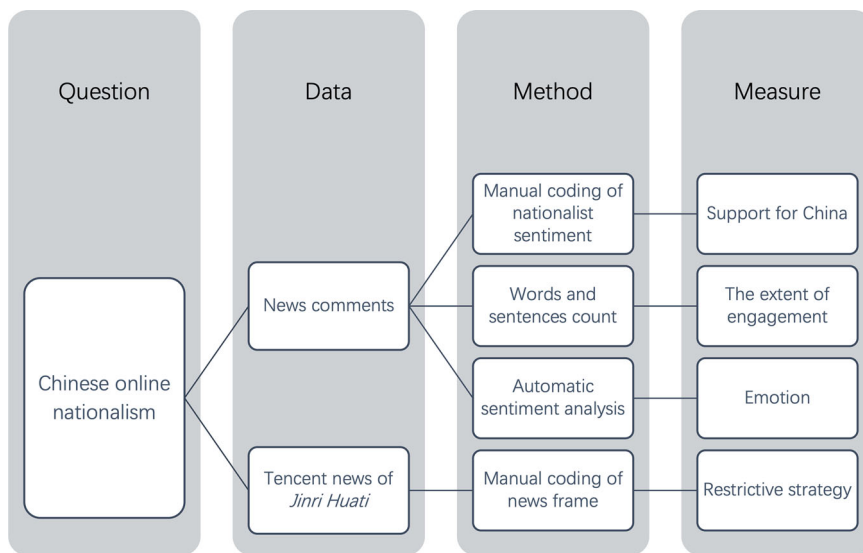 Question
Data
Method
Measure
Chinese online
nationalism
News comments
Tencent news of
Jinri Huati
Manual coding of
nationalist
sentiment
Words and
sentences count
Automatic
sentiment analysis
Manual coding of
news frame
Support for China
The extent of
engagement
Emotion
Restrictive strategy